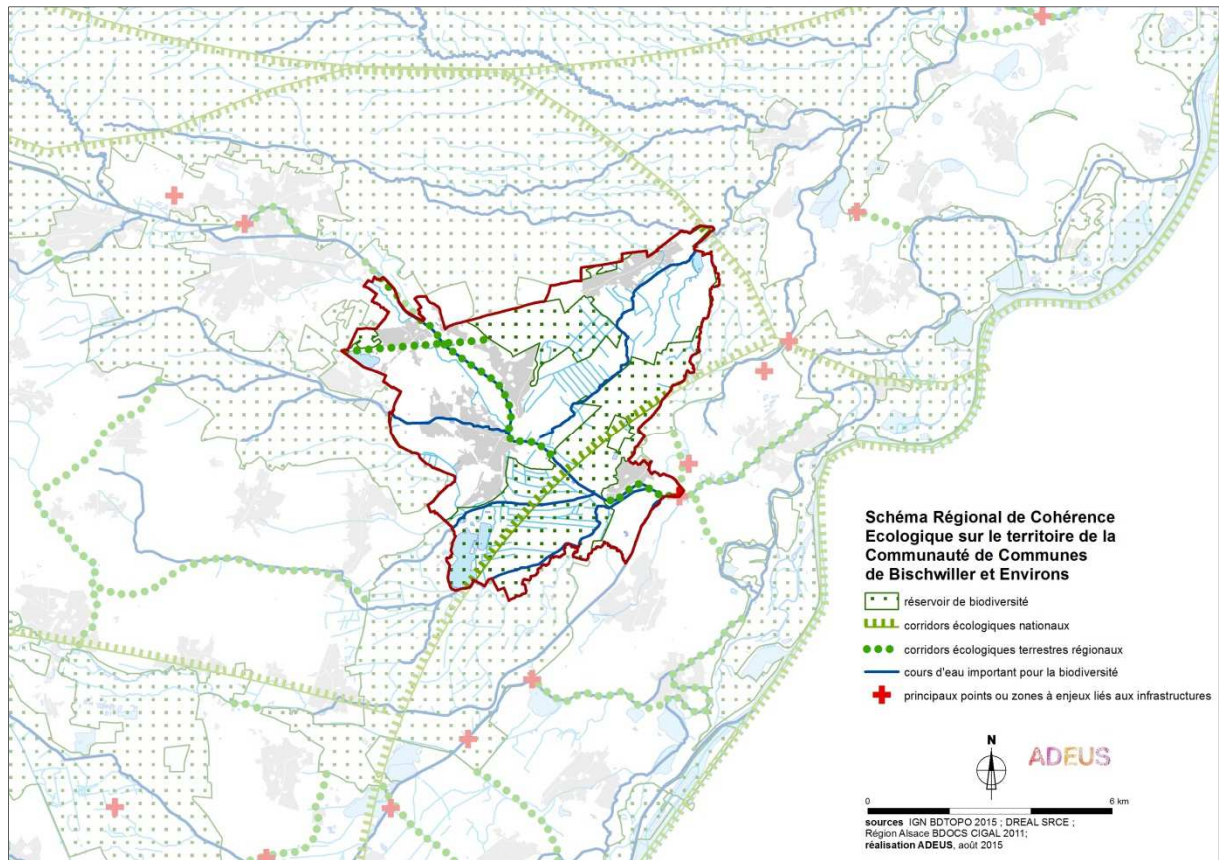 Schéma Régional de Cohérence
Ecologique sur le territoire de la
Communauté de Communes
de Bischwiller et Environs
réservoir de biodiversité
corridors écologiques nationaux
corridors écologiques terrestres régionaux
cours d'eau important pour la biodiversité
principaux points ou zones à enjeux liés aux infrastructures
N
ADEUS
0 6 km
sources IGN BDTOPO 2015 ; DREAL SRCE ;
Région Alsace BDOCS CIGAL 2011;
réalisation ADEUS, août 2015